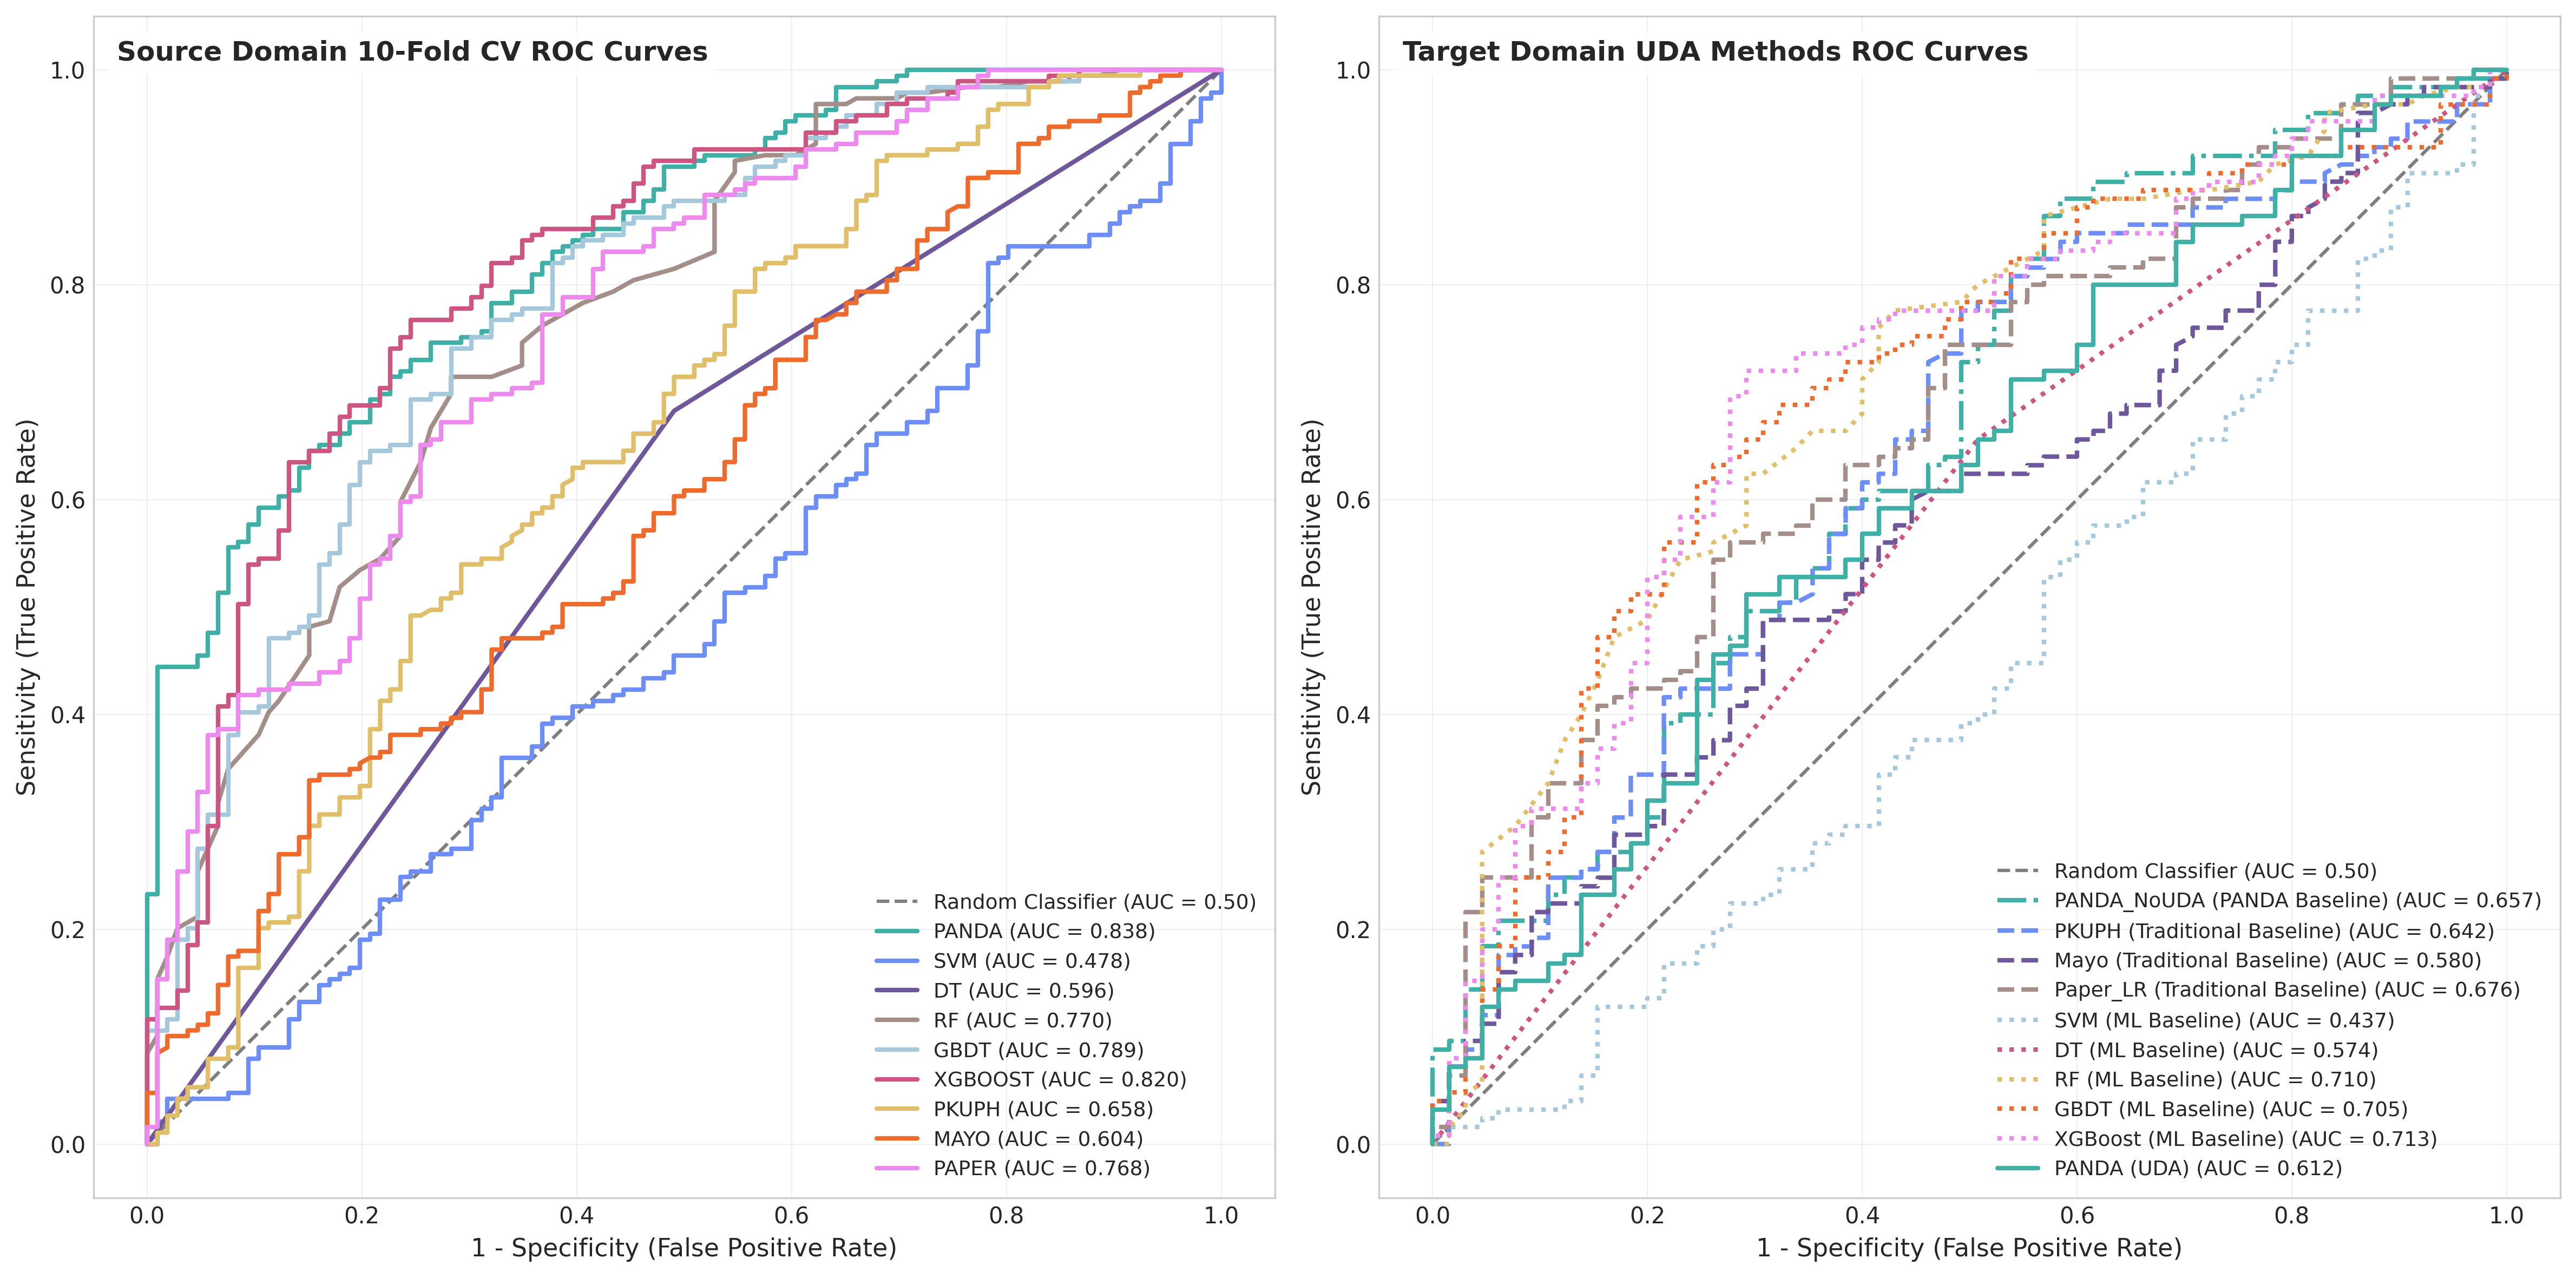 Source Domain 10-Fold CV ROC Curves
Sensitivity (True Positive Rate)
1.0
0.8
0.6
0.4
0.2
0.0
0.0 0.2 0.4 0.6 0.8 1.0
1 - Specificity (False Positive Rate)
Random Classifier (AUC = 0.50)
PANDA (AUC = 0.838)
SVM (AUC = 0.478)
DT (AUC = 0.596)
RF (AUC = 0.770)
GBDT (AUC = 0.789)
XGBOOST (AUC = 0.820)
PKUPH (AUC = 0.658)
MAYO (AUC = 0.604)
PAPER (AUC = 0.768)
Target Domain UDA Methods ROC Curves
Sensitivity (True Positive Rate)
1.0
0.8
0.6
0.4
0.2
0.0
0.0 0.2 0.4 0.6 0.8 1.0
1 - Specificity (False Positive Rate)
Random Classifier (AUC = 0.50)
PANDA_NoUDA (PANDA Baseline) (AUC = 0.657)
PKUPH (Traditional Baseline) (AUC = 0.642)
Mayo (Traditional Baseline) (AUC = 0.580)
Paper_LR (Traditional Baseline) (AUC = 0.676)
SVM (ML Baseline) (AUC = 0.437)
DT (ML Baseline) (AUC = 0.574)
RF (ML Baseline) (AUC = 0.710)
GBDT (ML Baseline) (AUC = 0.705)
XGBoost (ML Baseline) (AUC = 0.713)
PANDA (UDA) (AUC = 0.612)